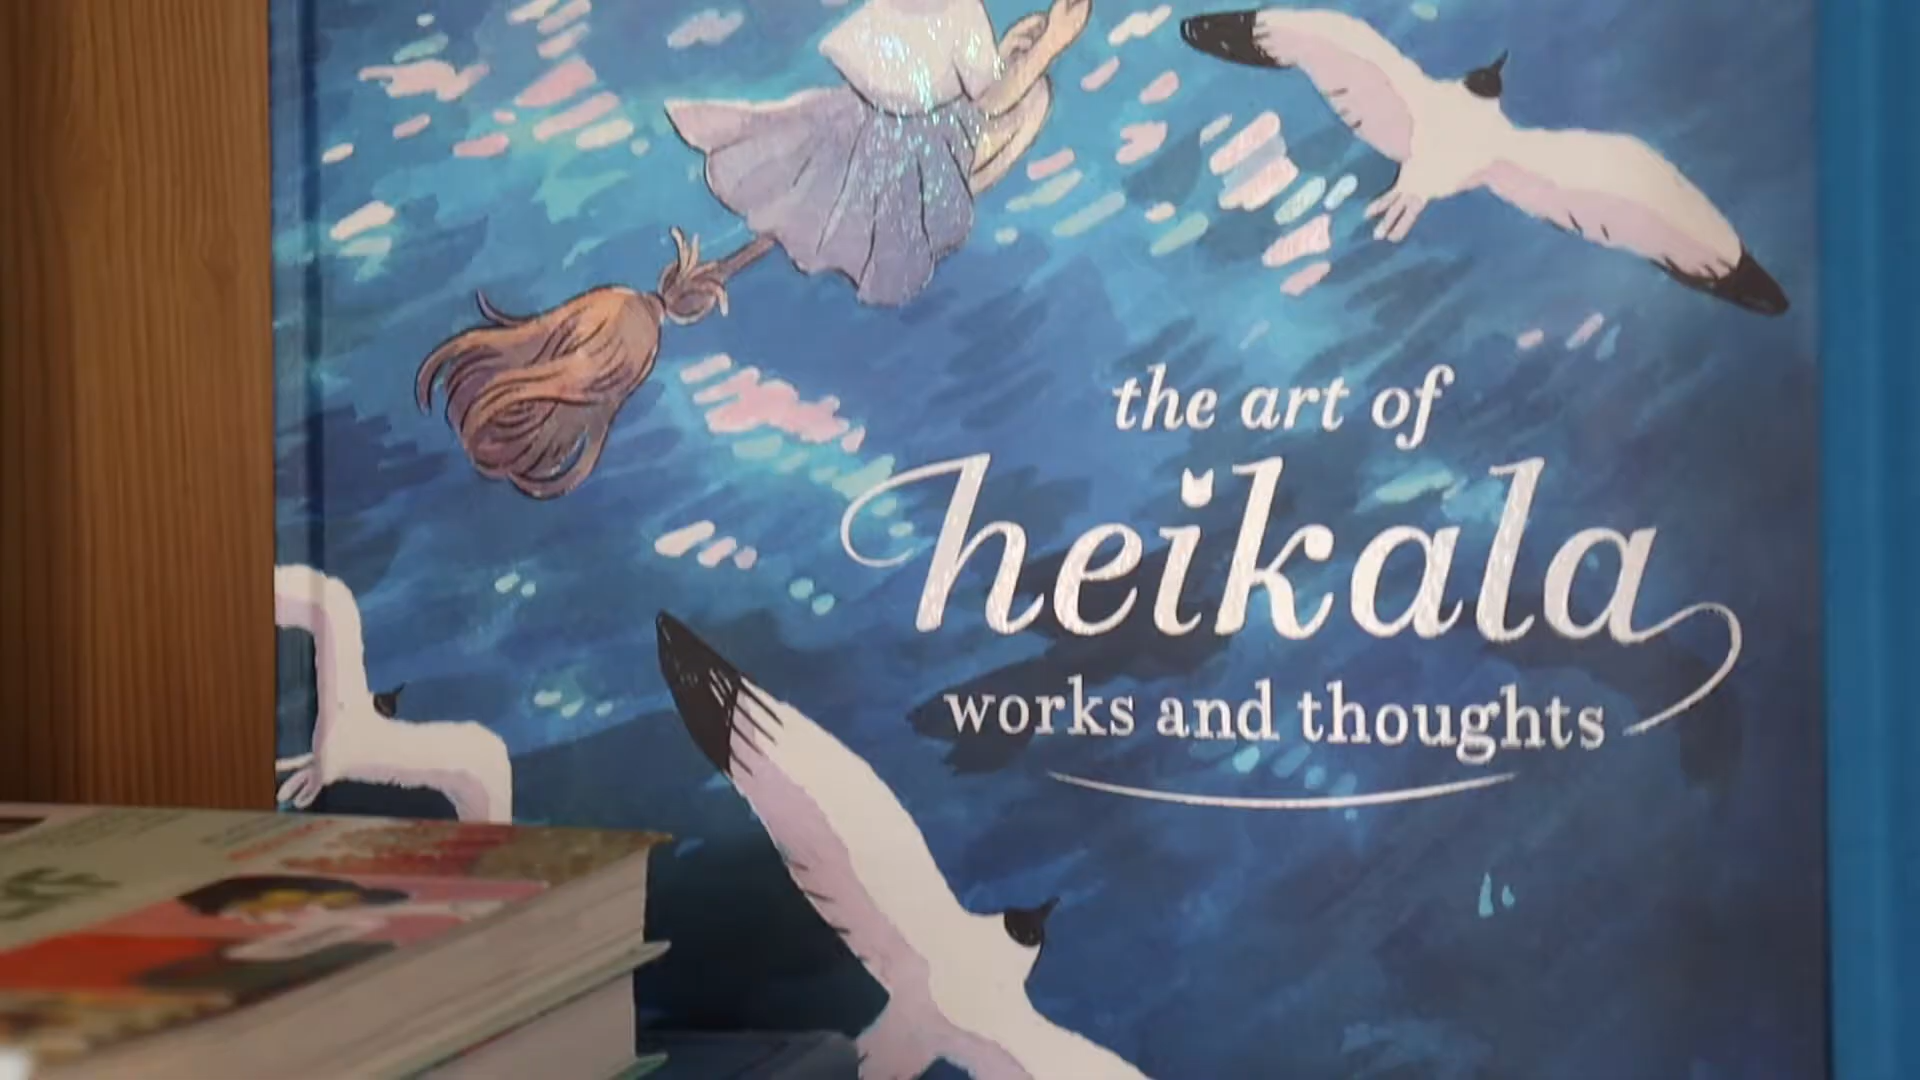 the art of
heikala
works and thoughts